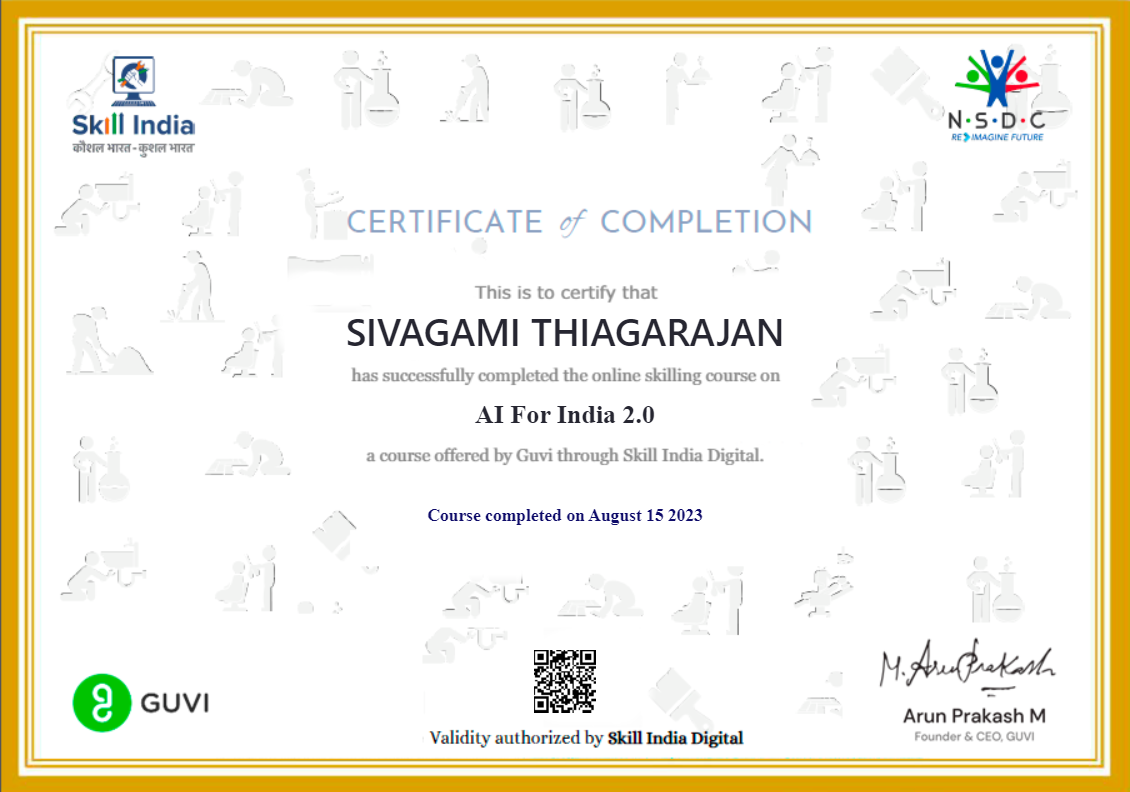 Skill India
कौशल भारत - कुशल भारत
N·S·D·C
RE IMAGINE FUTURE
CERTIFICATE of COMPLETION
This is to certify that
SIVAGAMI THIAGARAJAN
has successfully completed the online skilling course on
AI For India 2.0
a course offered by Guvi through Skill India Digital.
Course completed on August 15 2023
GUVI
M. Arun Prakash
Arun Prakash M
Founder & CEO, GUVI
Validity authorized by Skill India Digital